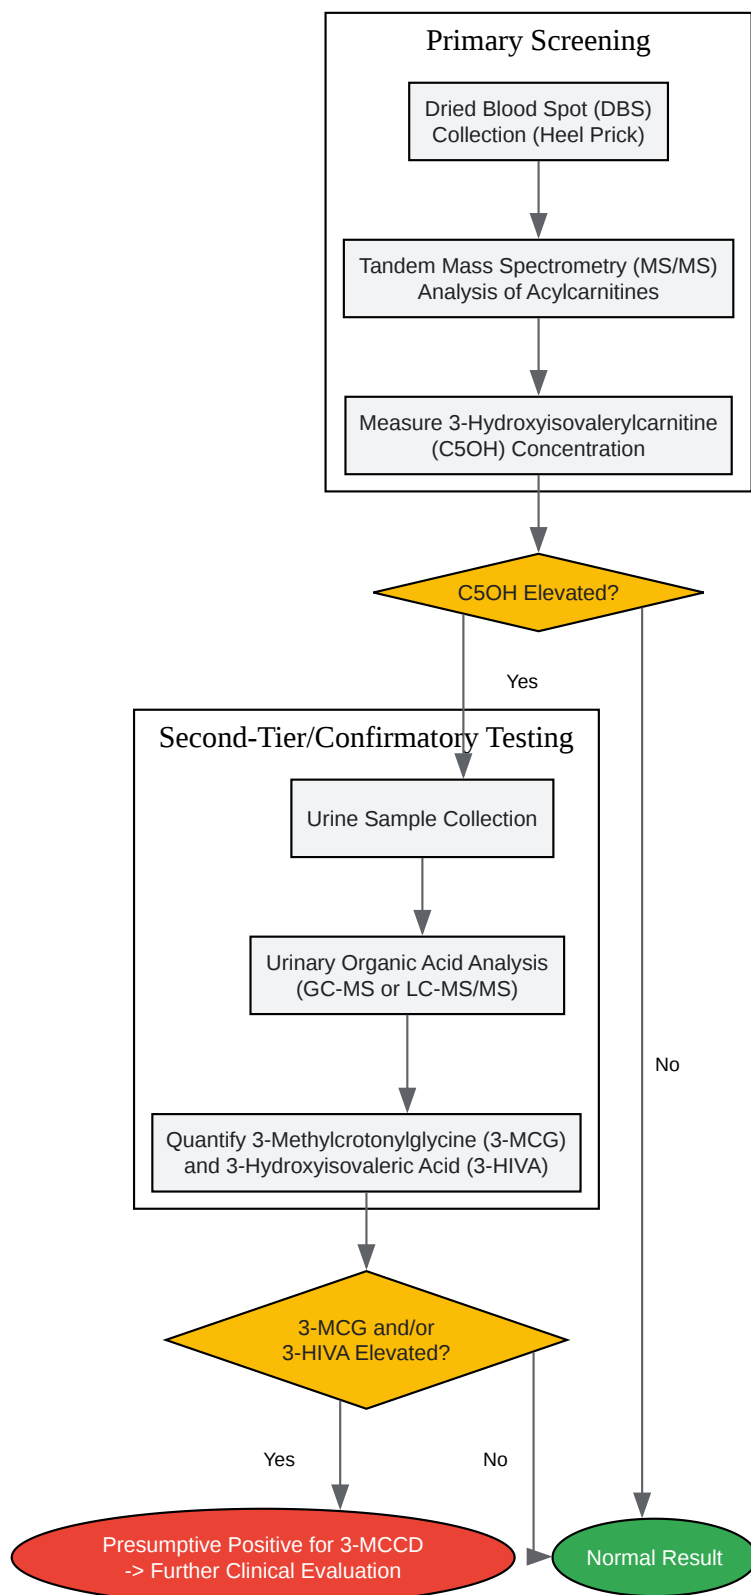 Primary Screening
Dried Blood Spot (DBS)
Collection (Heel Prick)
Tandem Mass Spectrometry (MS/MS)
Analysis of Acylcarnitines
Measure 3-Hydroxyisovalerylcarnitine
(C5OH) Concentration
C5OH Elevated?
Yes
Second-Tier/Confirmatory Testing
Urine Sample Collection
Urinary Organic Acid Analysis
(GC-MS or LC-MS/MS)
No
Quantify 3-Methylcrotonylglycine (3-MCG)
and 3-Hydroxyisovaleric Acid (3-HIVA)
3-MCG and/or
3-HIVA Elevated?
Yes
No
Presumptive Positive for 3-MCCD
-> Further Clinical Evaluation
Normal Result